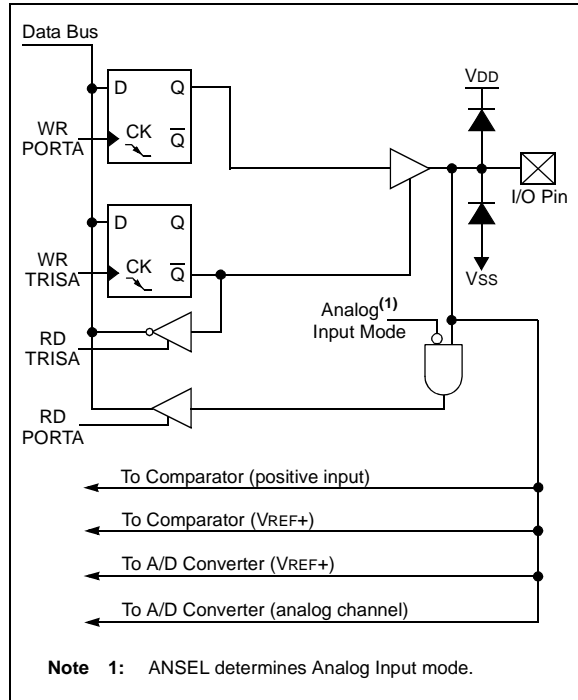 Data Bus
D Q
VDD
WR
PORTA
CK
Q
I/O Pin
D Q
VSS
WR
TRISA
CK
Q
Analog(1)
Input Mode
RD
TRISA
RD
PORTA
To Comparator (positive input)
To Comparator (VREF+)
To A/D Converter (VREF+)
To A/D Converter (analog channel)
Note 1: ANSEL determines Analog Input mode.